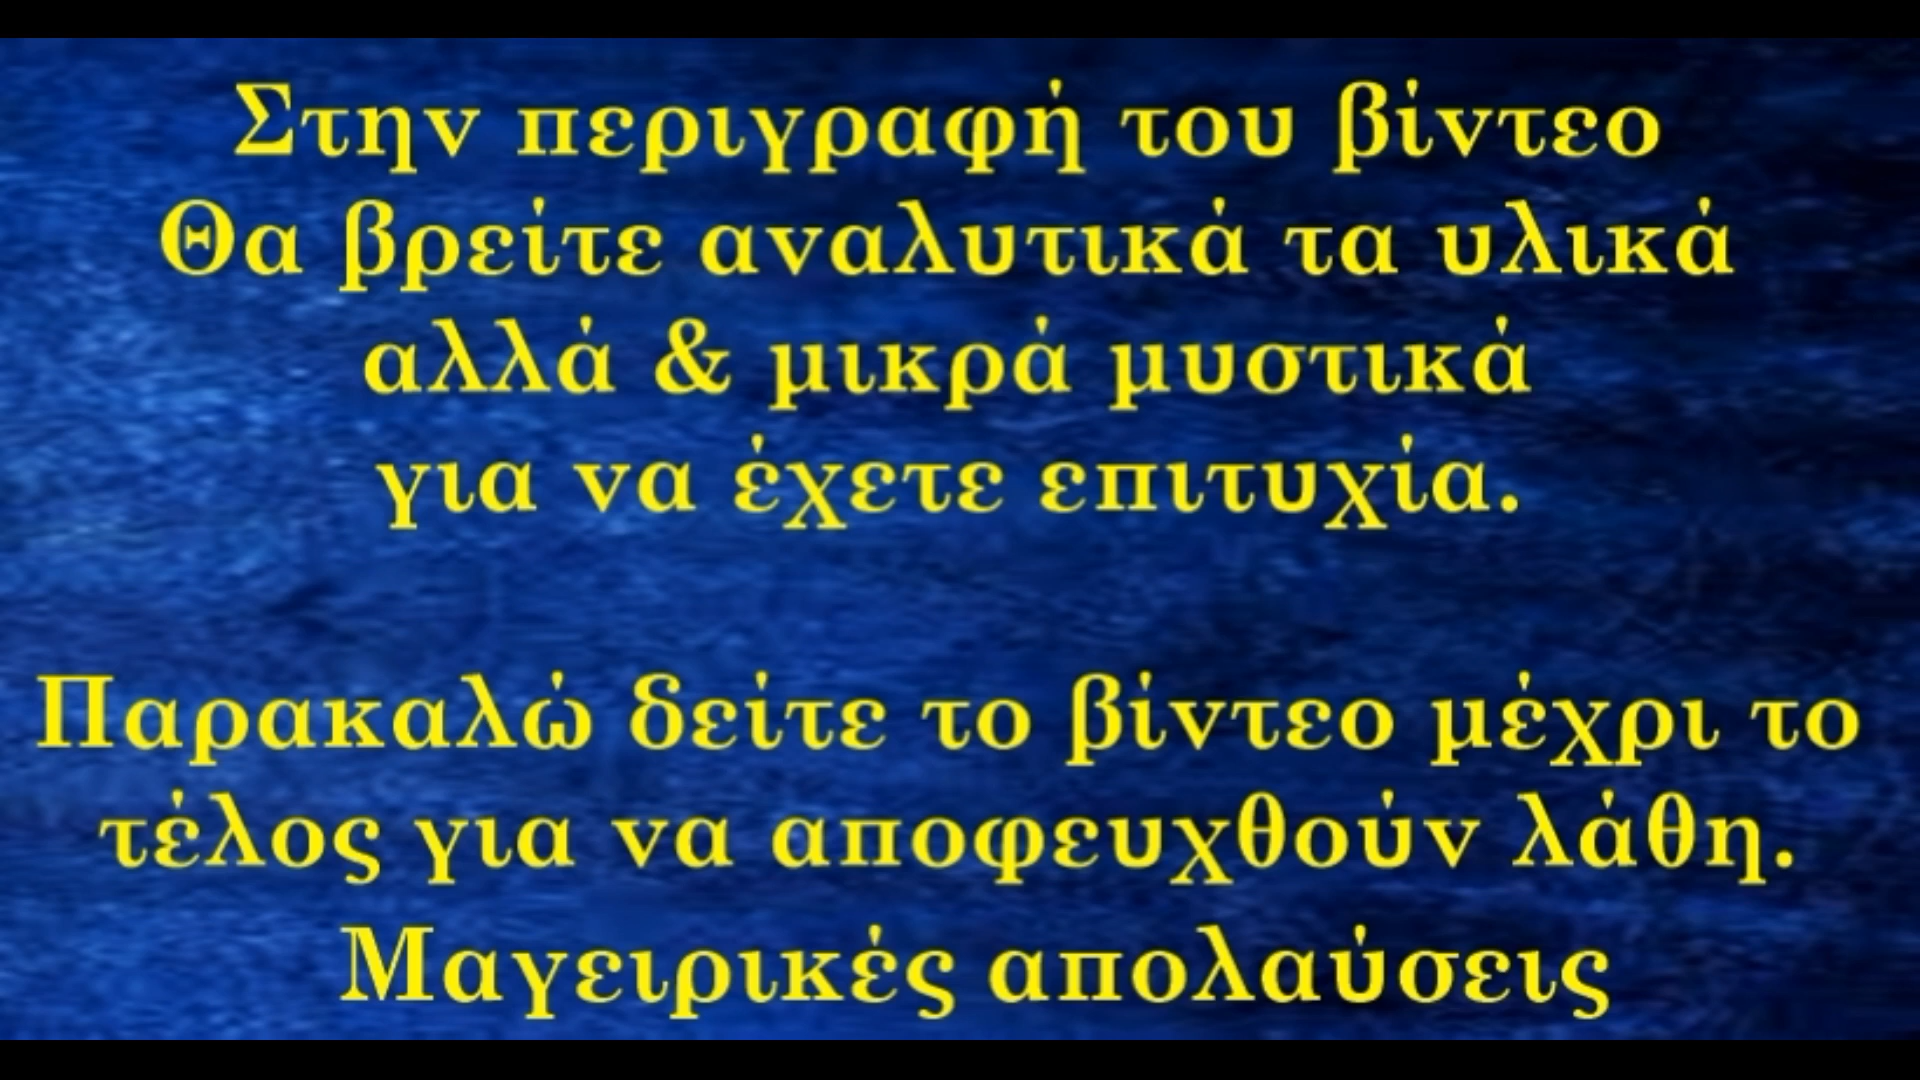 Στην περιγραφή του βίντεο
Θα βρείτε αναλυτικά τα υλικά
αλλά & μικρά μυστικά
για να έχετε επιτυχία.
Παρακαλώ δείτε το βίντεο μέχρι το
τέλος για να αποφευχθούν λάθη.
Μαγειρικές απολαύσεις